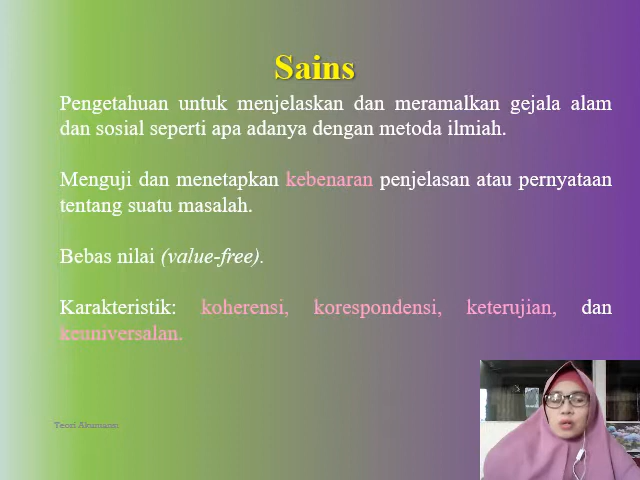 Sains
Pengetahuan untuk menjelaskan dan meramalkan gejala alam
dan sosial seperti apa adanya dengan metoda ilmiah.
Menguji dan menetapkan kebenaran penjelasan atau pernyataan
tentang suatu masalah.
Bebas nilai (value-free).
Karakteristik: koherensi, korespondensi, keterujian, dan
keuniversalan.
Teori Akuntansi